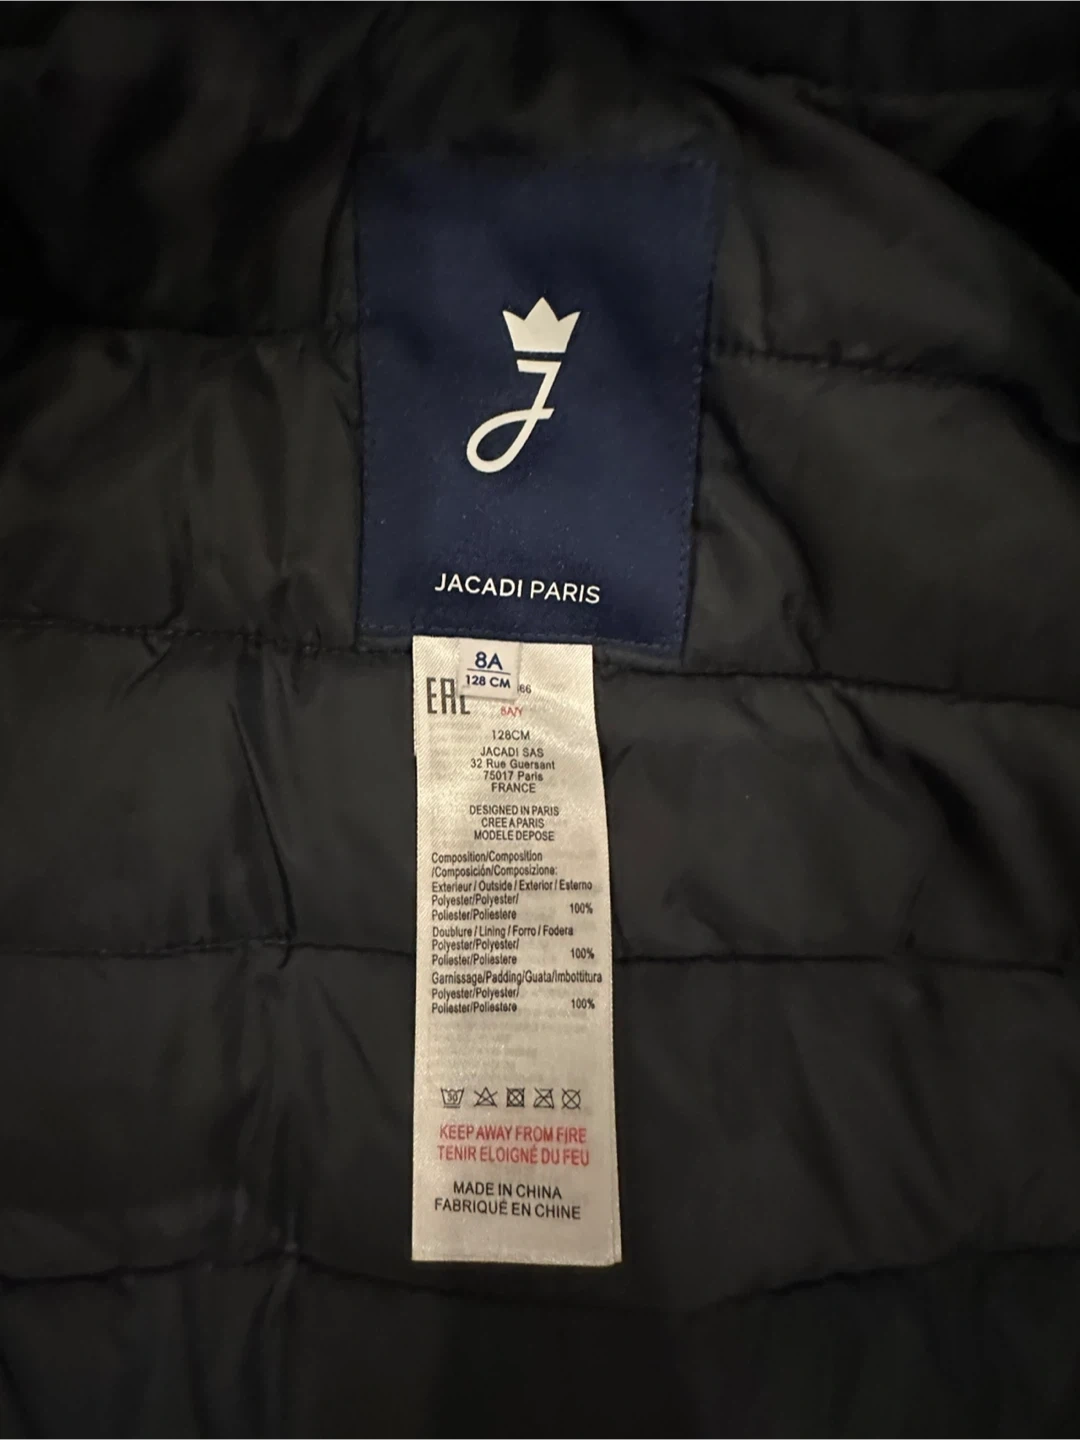 J
JACADI PARIS
8A
128 CM
EAC
66
8A/Y
128CM
JACADI SAS
32 Rue Guersant
75017 Paris
FRANCE
DESIGNED IN PARIS
CREE A PARIS
MODELE DEPOSE
Composition/Composition
/Composición/Composizione:
Exterieur / Outside / Exterior / Esterno
Polyester/Polyester/
Poliester/Poliestere 100%
Doublure / Lining / Forro / Fodera
Polyester/Polyester/
Poliester/Poliestere 100%
Garnissage/Padding/Guata/Imbottitura
Polyester/Polyester/
Poliester/Poliestere 100%
30
KEEP AWAY FROM FIRE
TENIR ELOIGNÉ DU FEU
MADE IN CHINA
FABRIQUÉ EN CHINE